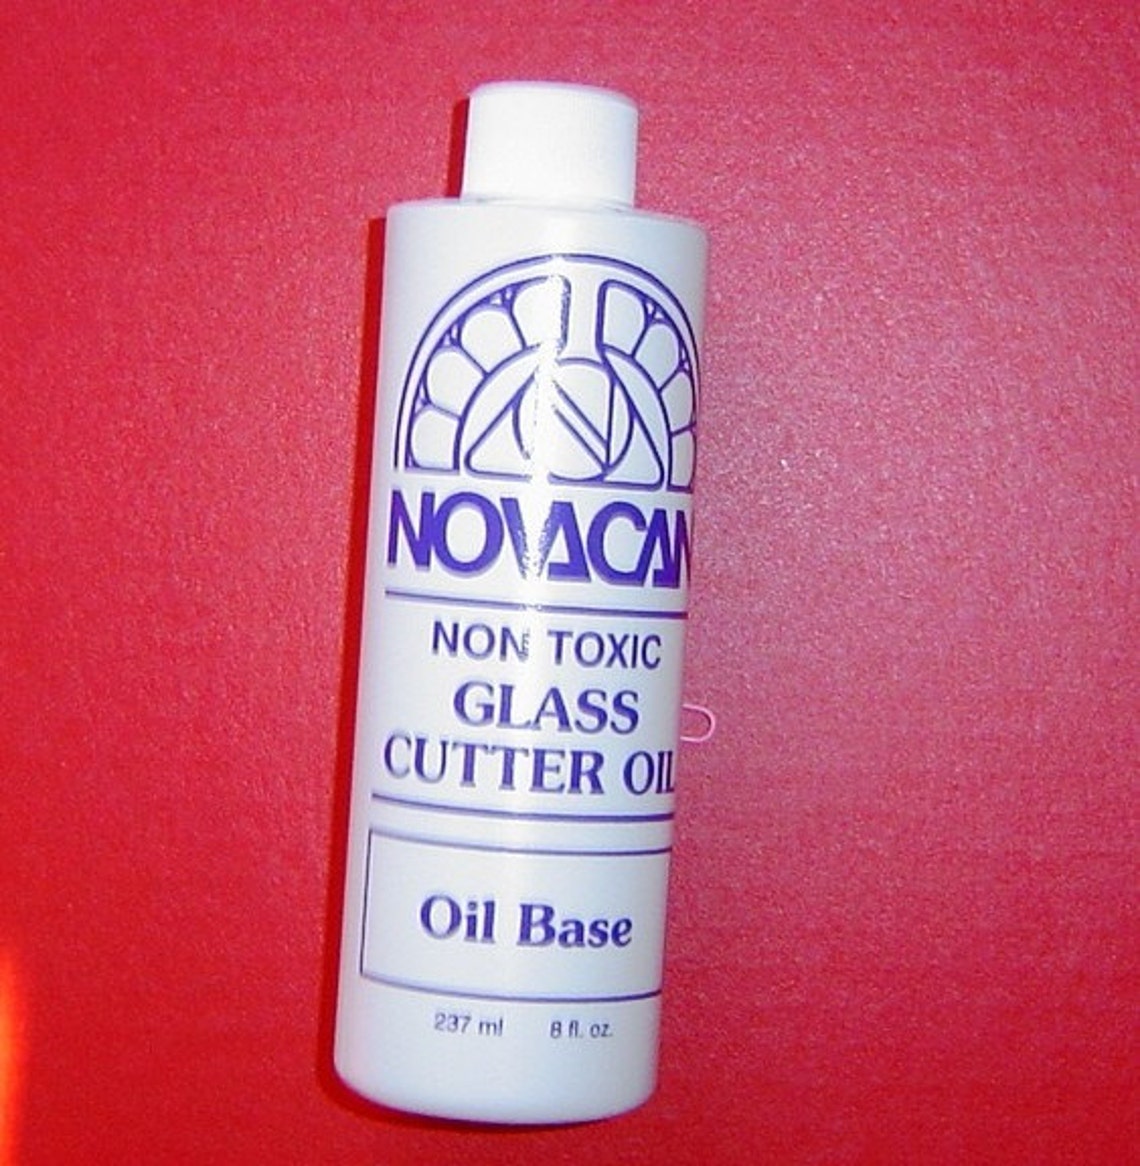 NOVACAN
NON TOXIC
GLASS
CUTTER OIL
Oil Base
237 ml 8 fl. oz.